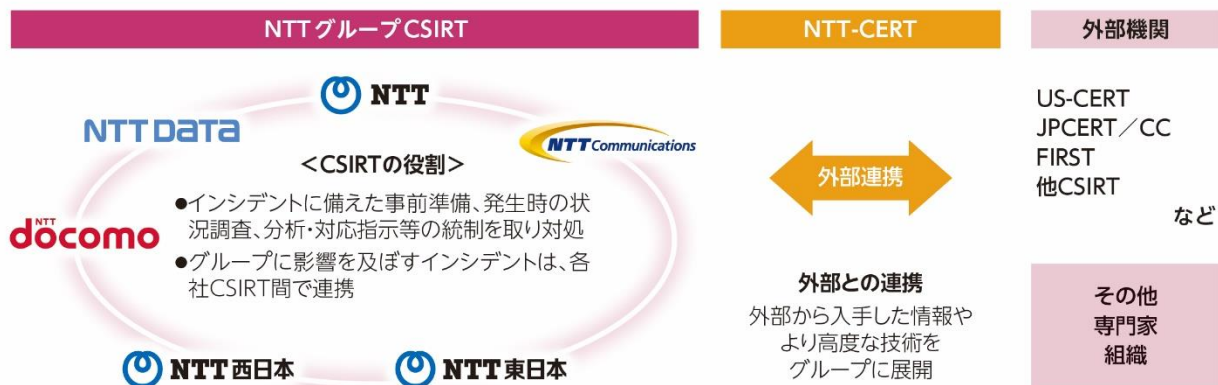 NTTグループCSIRT
NTT
NTT DATA
NTT Communications
NTT
döcomo
<CSIRTの役割>
●インシデントに備えた事前準備、発生時の状
況調査、分析・対応指示等の統制を取り対処
●グループに影響を及ぼすインシデントは、各
社CSIRT間で連携
NTT西日本
NTT東日本
NTT-CERT
外部連携
外部との連携
外部から入手した情報や
より高度な技術を
グループに展開
外部機関
US-CERT
JPCERT／CC
FIRST
他CSIRT
など
その他
専門家
組織